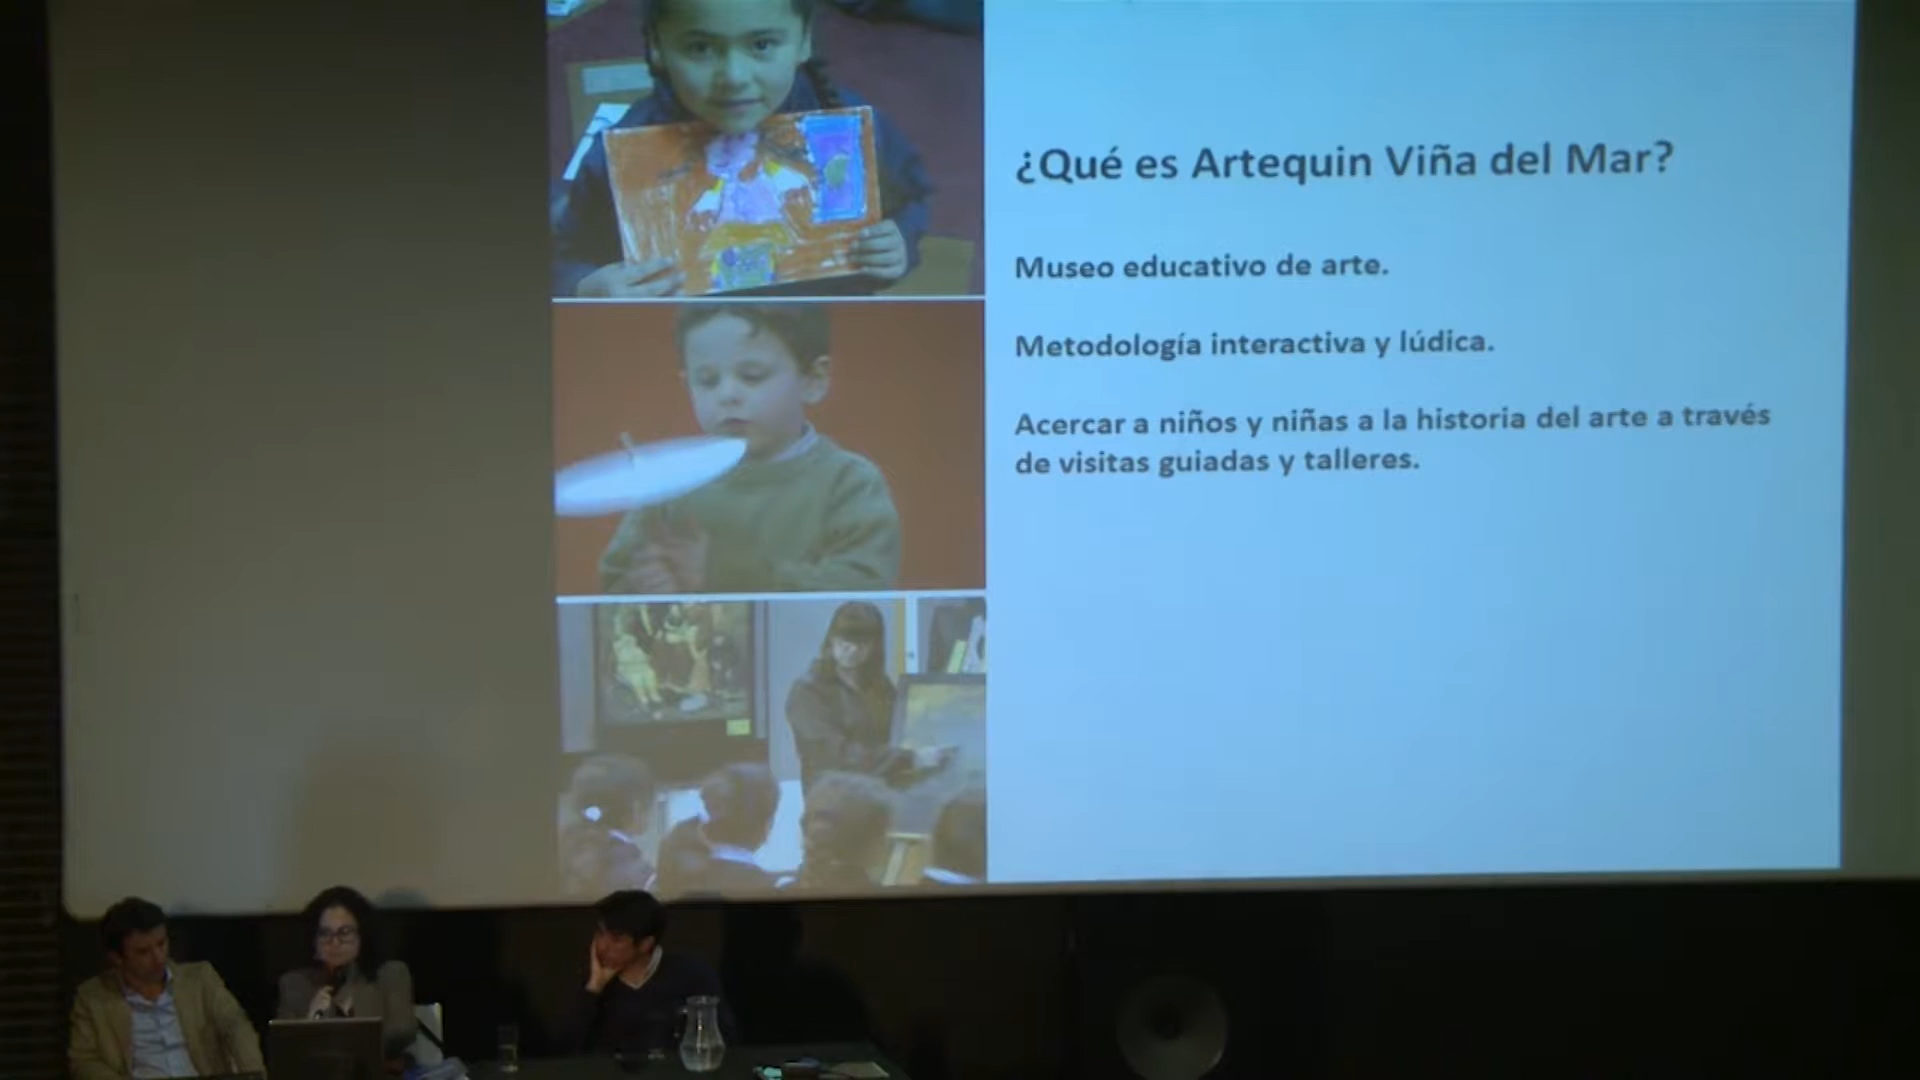 ¿Qué es Artequin Viña del Mar?
Museo educativo de arte.
Metodología interactiva y lúdica.
Acercar a niños y niñas a la historia del arte a través
de visitas guiadas y talleres.